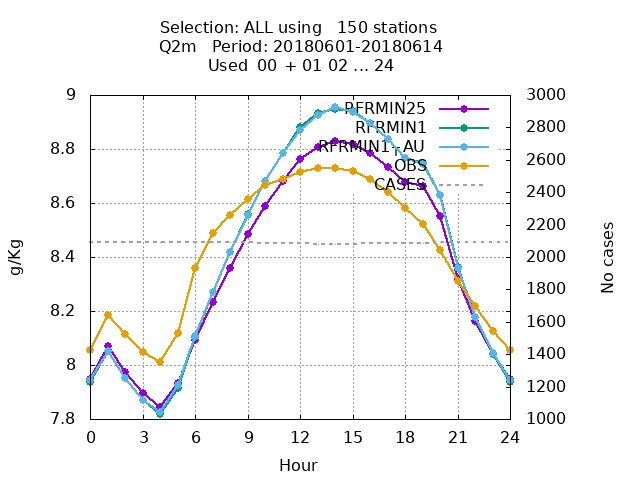 Selection: ALL using   150 stations
Q2m   Period: 20180601-20180614
Used  00 + 01 02 ... 24
9
8.8
8.6
8.4
8.2
8
7.8
g/Kg
RFRMIN25
RFRMIN1
RFRMIN1+AU
OBS
CASES
3000
2800
2600
2400
2200
2000
1800
1600
1400
1200
1000
No cases
0 3 6 9 12 15 18 21 24
Hour